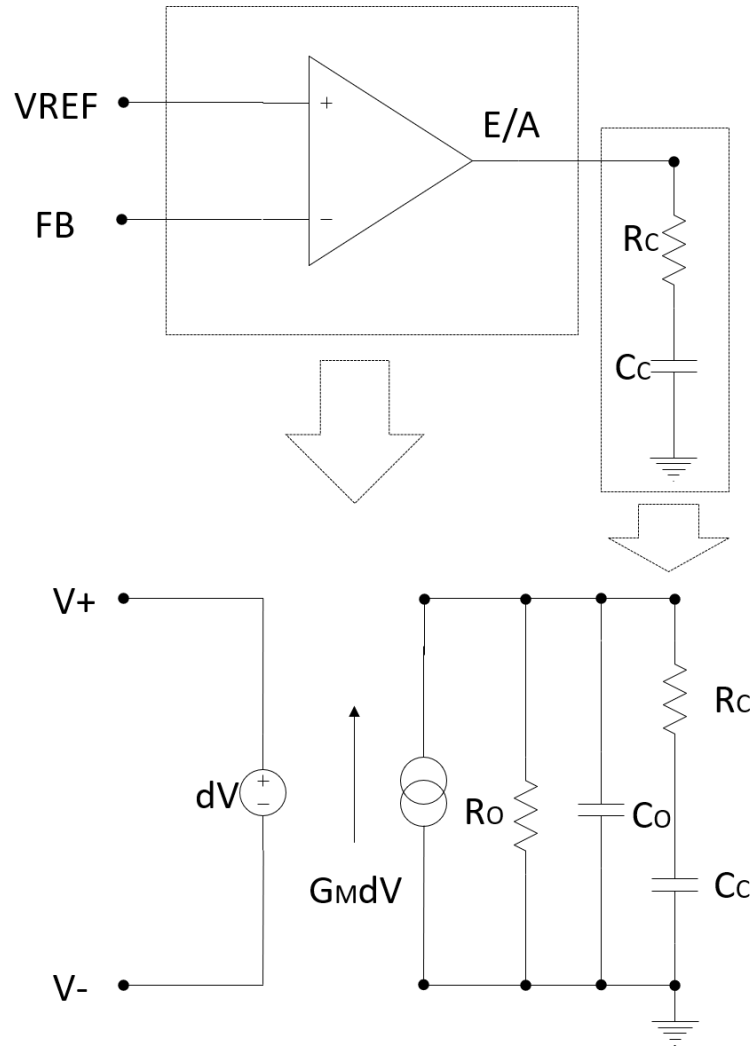 VREF
+
E/A
FB
−
RC
CC
V+
RC
dV
+
−
RO
CO
GMdV
CC
V-